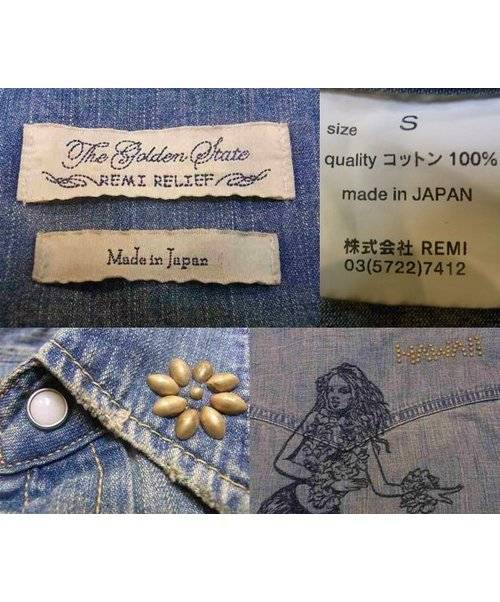 The Golden State
REMI RELIEF
Made in Japan
size S
quality コットン 100%
made in JAPAN
株式会社 REMI
03(5722)7412
HAWAII